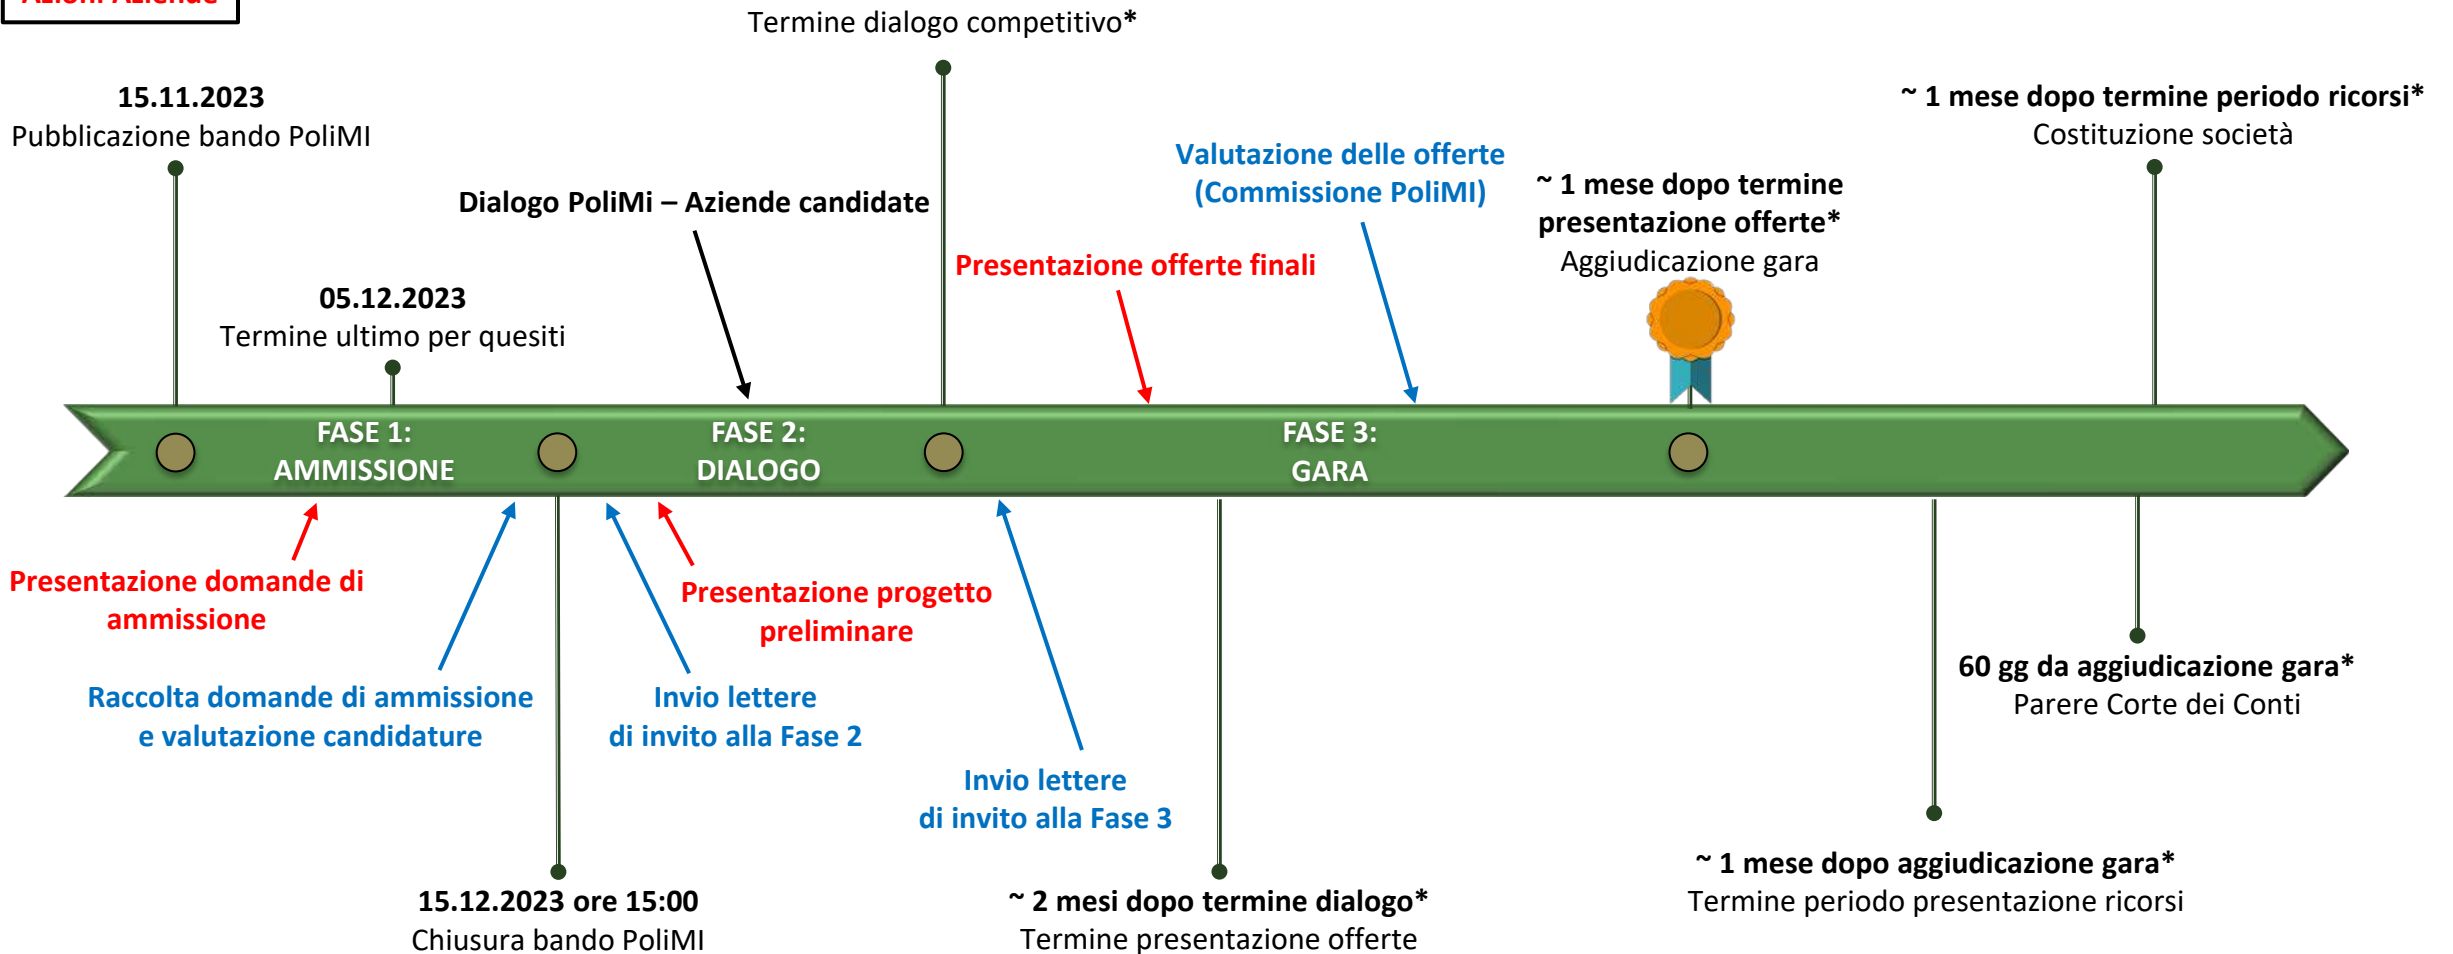 Azioni Aziende
Termine dialogo competitivo*
15.11.2023
Pubblicazione bando PoliMI
~ 1 mese dopo termine periodo ricorsi*
Costituzione società
Valutazione delle offerte
(Commissione PoliMI)
~ 1 mese dopo termine
presentazione offerte*
Aggiudicazione gara
Dialogo PoliMi – Aziende candidate
Presentazione offerte finali
05.12.2023
Termine ultimo per quesiti
FASE 1:
AMMISSIONE
FASE 2:
DIALOGO
FASE 3:
GARA
Presentazione domande di
ammissione
Presentazione progetto
preliminare
Raccolta domande di ammissione
e valutazione candidature
Invio lettere
di invito alla Fase 2
60 gg da aggiudicazione gara*
Parere Corte dei Conti
Invio lettere
di invito alla Fase 3
15.12.2023 ore 15:00
Chiusura bando PoliMI
~ 2 mesi dopo termine dialogo*
Termine presentazione offerte
~ 1 mese dopo aggiudicazione gara*
Termine periodo presentazione ricorsi